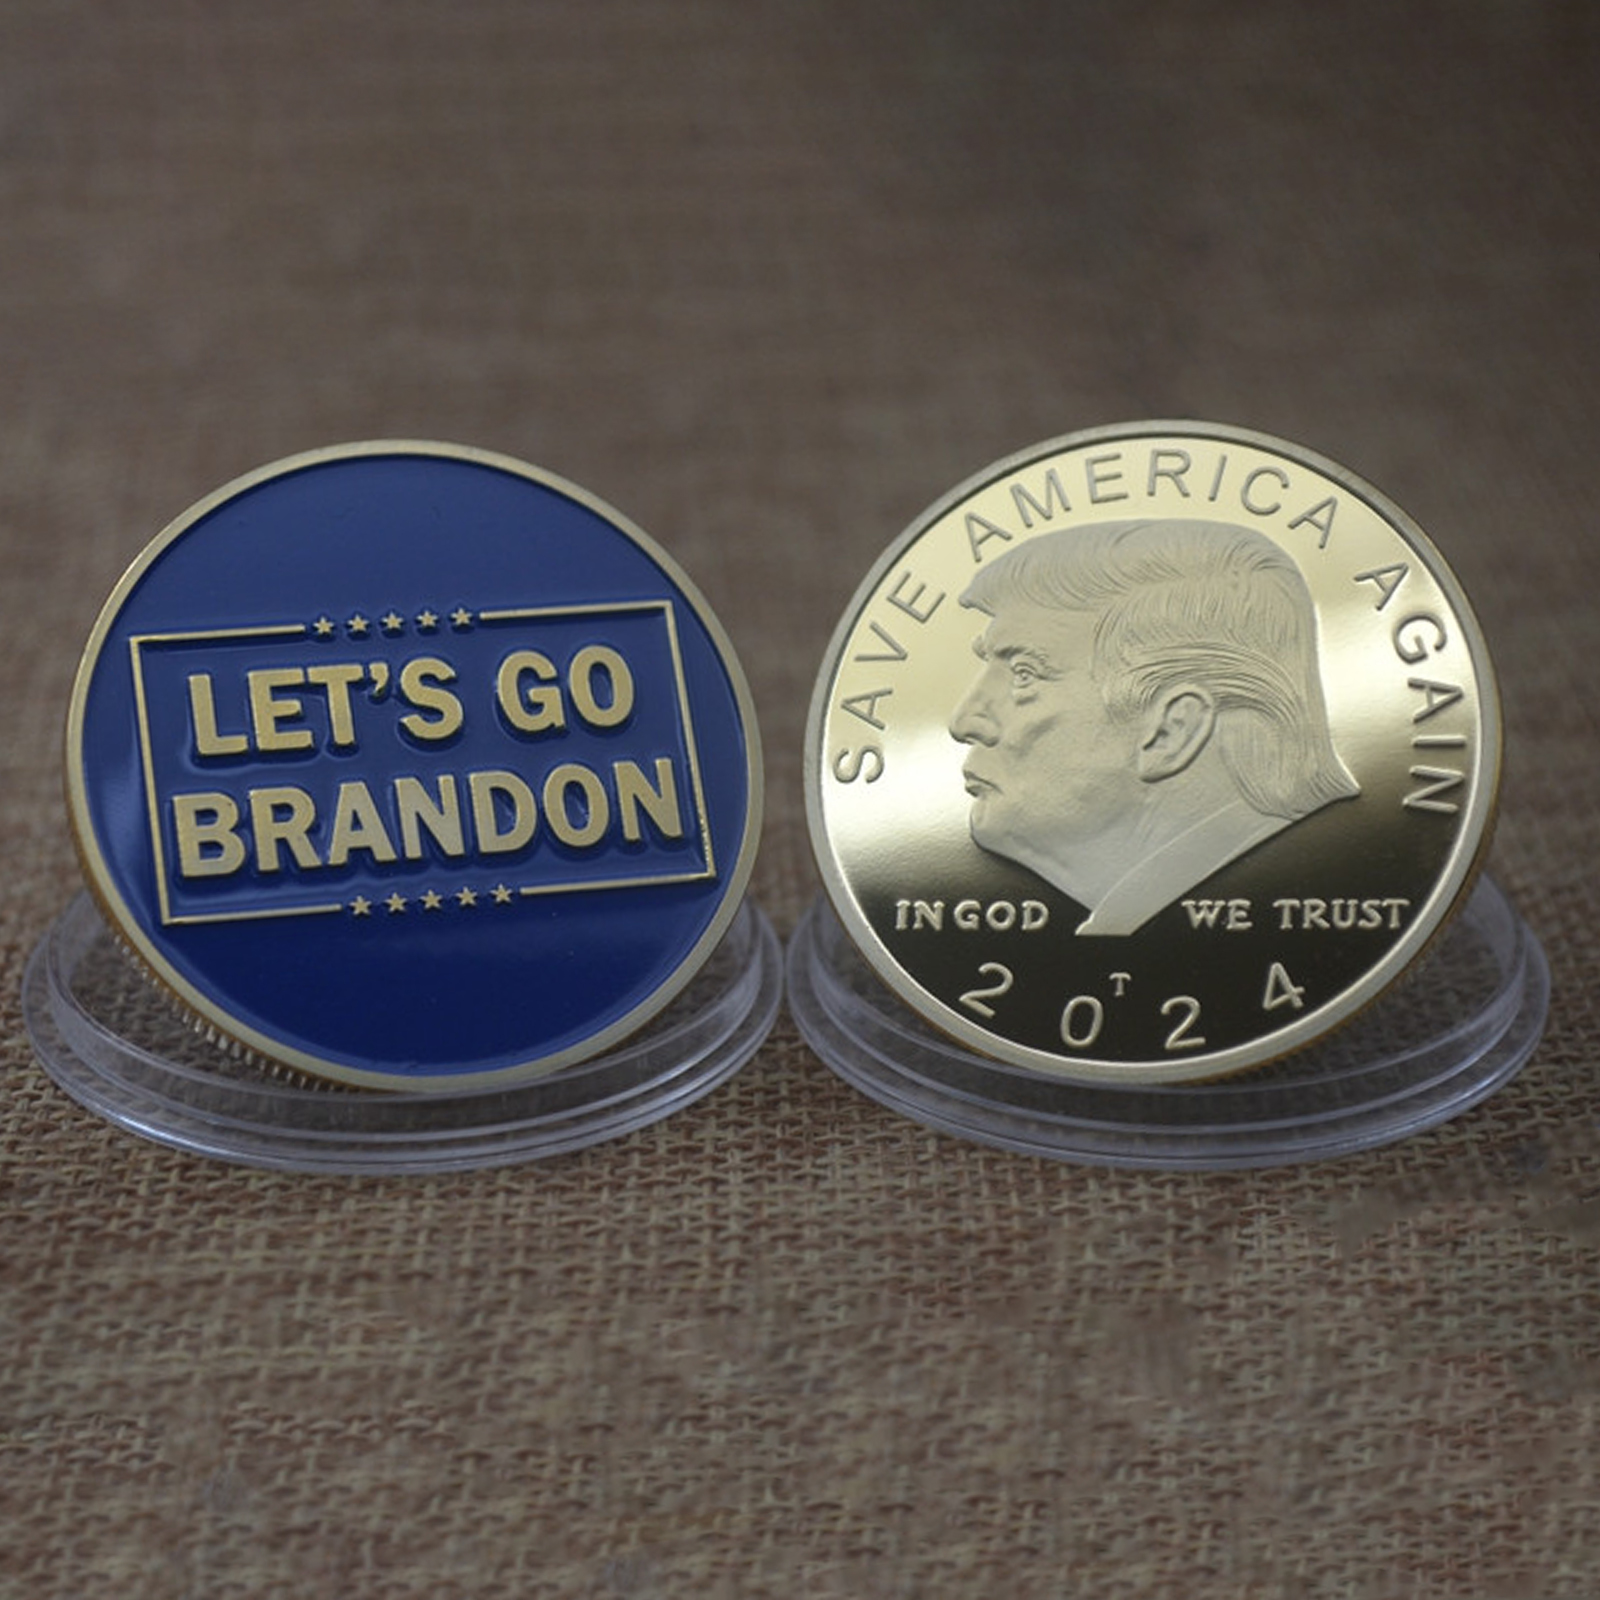 LET'S GO
BRANDON
SAVE AMERICA AGAIN
IN GOD WE TRUST
T
2024